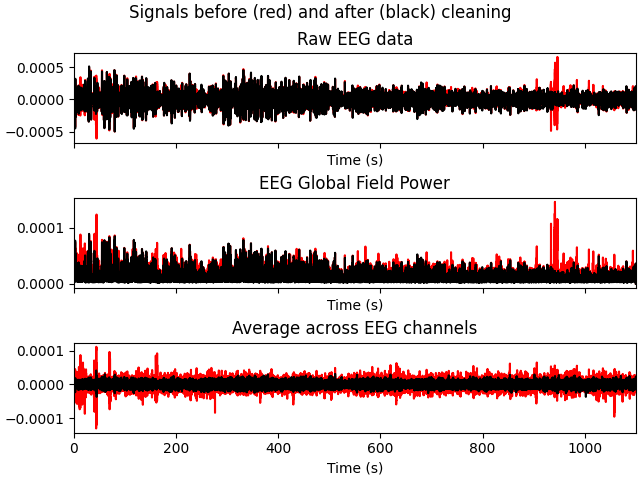 Signals before (red) and after (black) cleaning
Raw EEG data
0.0005
0.0000
−0.0005
Time (s)
EEG Global Field Power
0.0001
0.0000
Time (s)
Average across EEG channels
0.0001
0.0000
−0.0001
0 200 400 600 800 1000
Time (s)